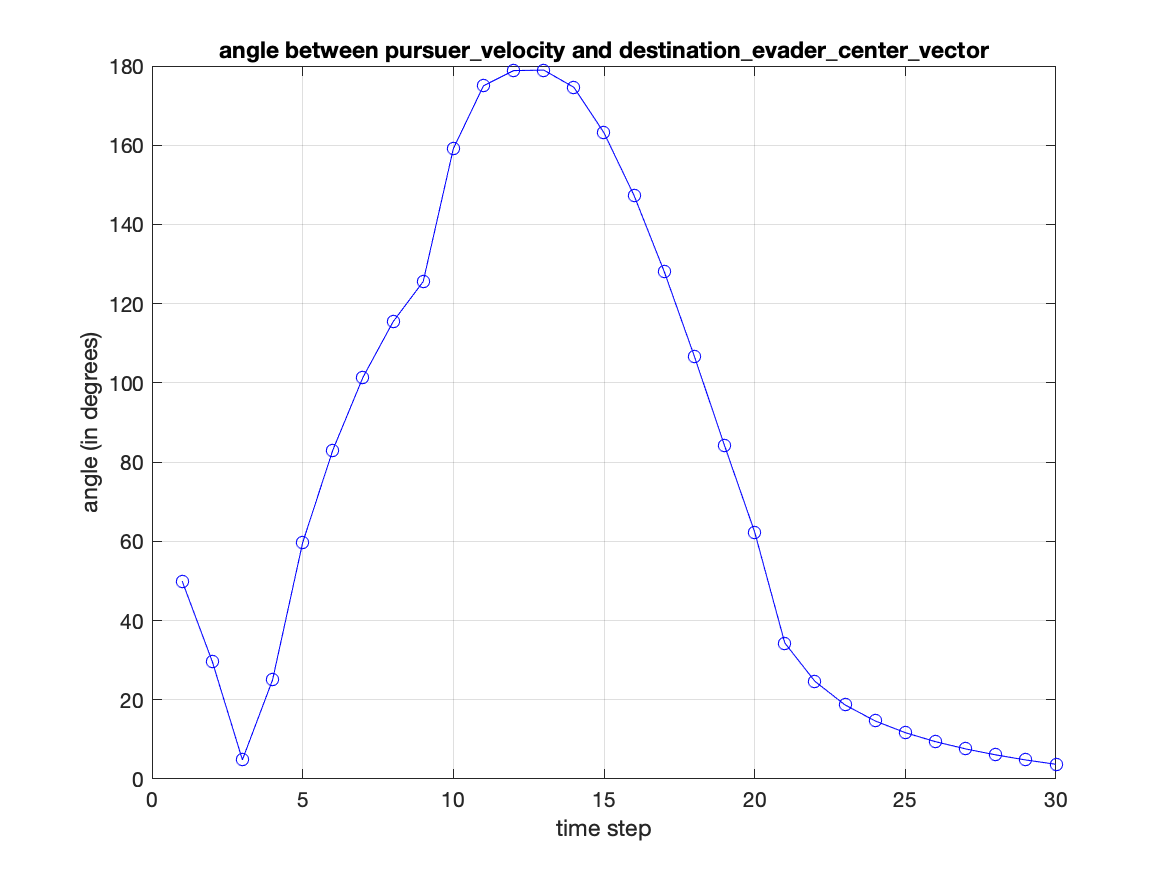 angle between pursuer_velocity and destination_evader_center_vector
180
160
140
120
100
80
60
40
20
0
angle (in degrees)
0 5 10 15 20 25 30
time step